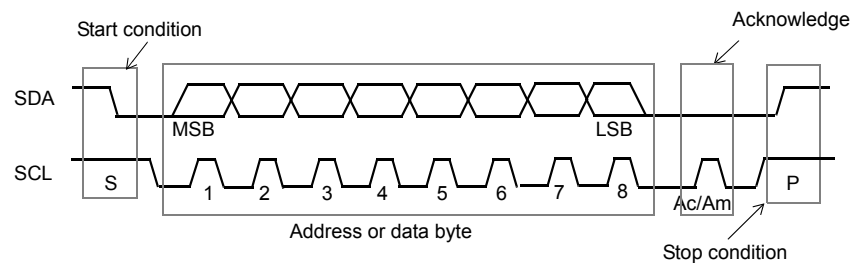 Start condition
Acknowledge
SDA
MSB
LSB
SCL
S
1 2 3 4 5 6 7 8
Ac/Am
P
Address or data byte
Stop condition